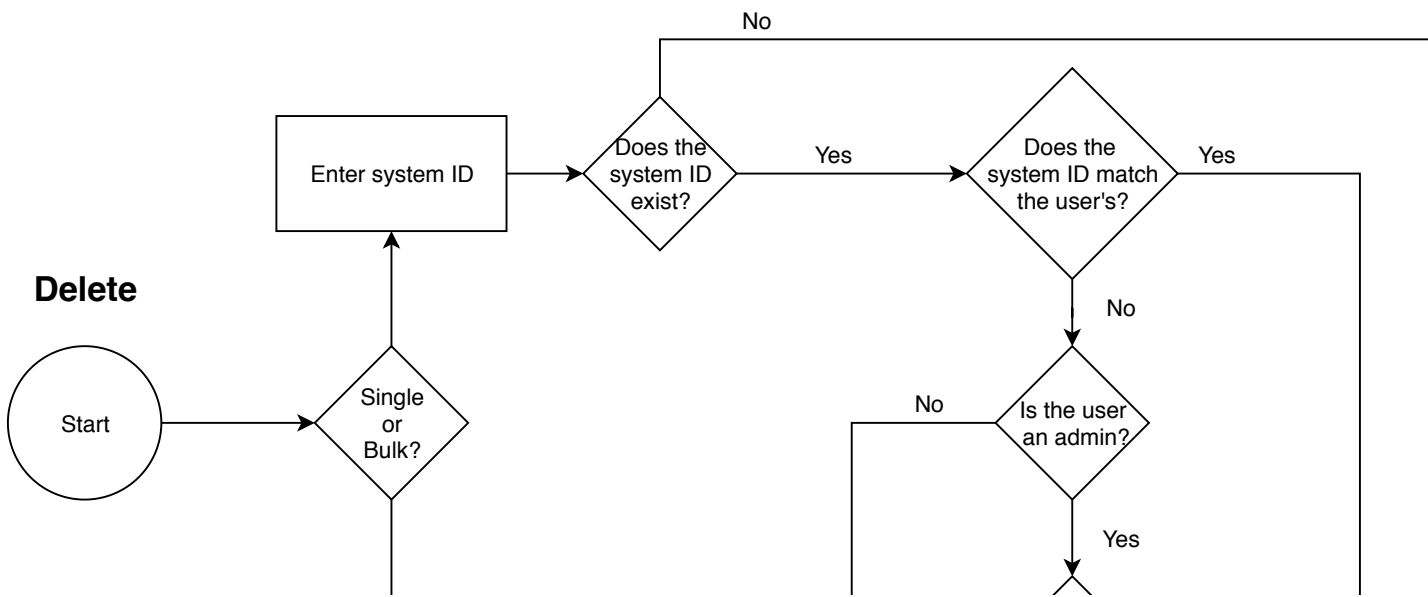 No
Does the
system ID
exist?
Yes
Does the
system ID match
the user's?
Yes
Enter system ID
Delete
No
Start
Single
or
Bulk?
No
Is the user
an admin?
Yes